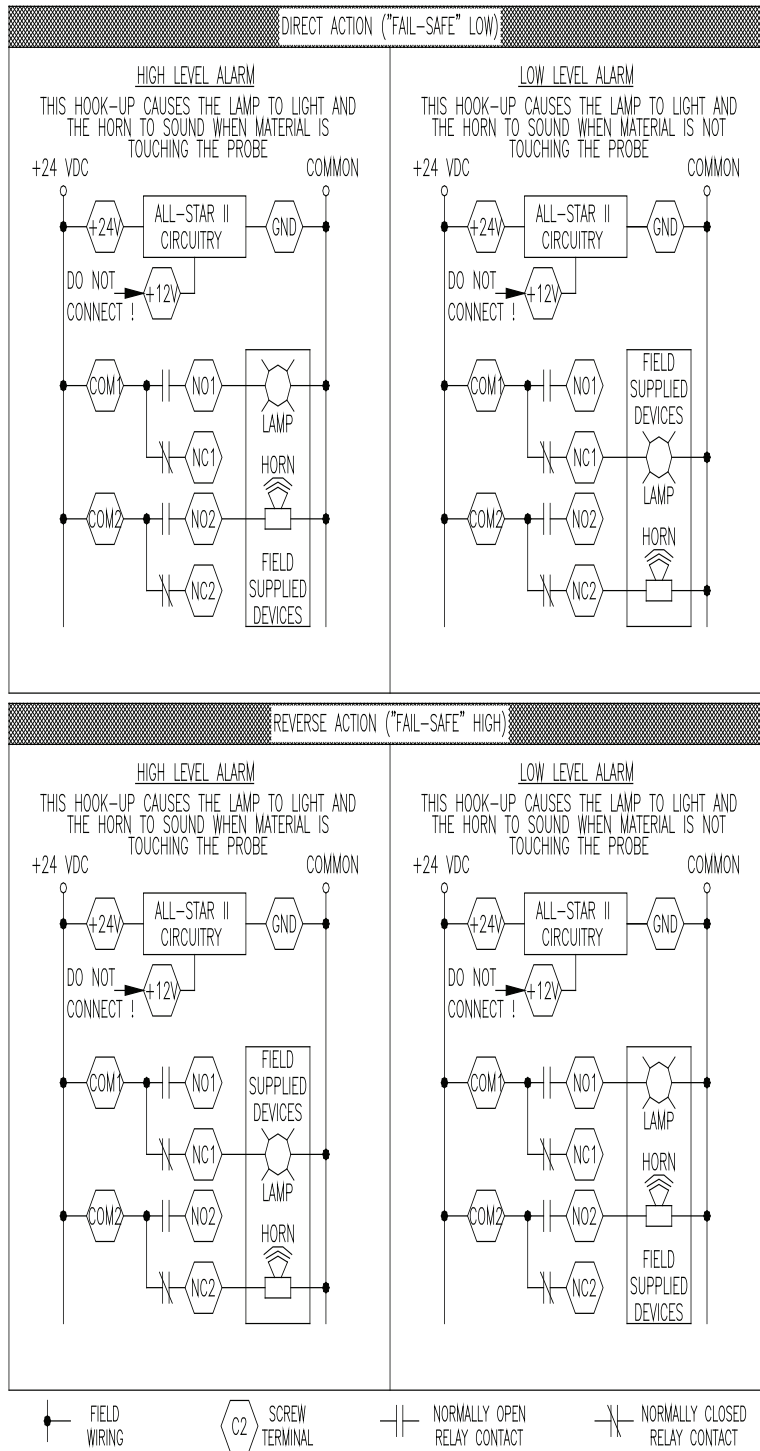 DIRECT ACTION ("FAIL-SAFE" LOW)
HIGH LEVEL ALARM
THIS HOOK-UP CAUSES THE LAMP TO LIGHT AND
THE HORN TO SOUND WHEN MATERIAL IS
TOUCHING THE PROBE
+24 VDC
COMMON
+24V
ALL-STAR II
CIRCUITRY
GND
DO NOT
CONNECT !
+12V
COM1
NO1
LAMP
NC1
HORN
COM2
NO2
NC2
FIELD
SUPPLIED
DEVICES
LOW LEVEL ALARM
THIS HOOK-UP CAUSES THE LAMP TO LIGHT AND
THE HORN TO SOUND WHEN MATERIAL IS NOT
TOUCHING THE PROBE
+24 VDC
COMMON
+24V
ALL-STAR II
CIRCUITRY
GND
DO NOT
CONNECT !
+12V
FIELD
SUPPLIED
DEVICES
COM1
NO1
NC1
LAMP
COM2
NO2
HORN
NC2
REVERSE ACTION ("FAIL-SAFE" HIGH)
HIGH LEVEL ALARM
THIS HOOK-UP CAUSES THE LAMP TO LIGHT AND
THE HORN TO SOUND WHEN MATERIAL IS
TOUCHING THE PROBE
+24 VDC
COMMON
+24V
ALL-STAR II
CIRCUITRY
GND
DO NOT
CONNECT !
+12V
FIELD
SUPPLIED
DEVICES
COM1
NO1
NC1
LAMP
COM2
NO2
HORN
NC2
LOW LEVEL ALARM
THIS HOOK-UP CAUSES THE LAMP TO LIGHT AND
THE HORN TO SOUND WHEN MATERIAL IS NOT
TOUCHING THE PROBE
+24 VDC
COMMON
+24V
ALL-STAR II
CIRCUITRY
GND
DO NOT
CONNECT !
+12V
COM1
NO1
LAMP
NC1
HORN
COM2
NO2
NC2
FIELD
SUPPLIED
DEVICES
FIELD
WIRING
C2
SCREW
TERMINAL
NORMALLY OPEN
RELAY CONTACT
NORMALLY CLOSED
RELAY CONTACT